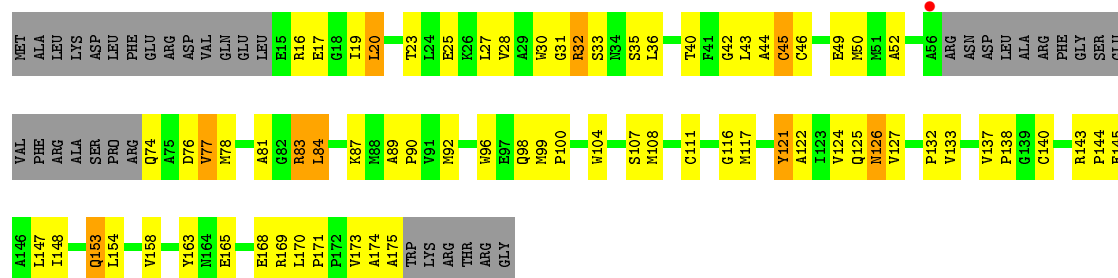 MET ALA LEU LYS ASP LEU PHE GLU ARG ASP VAL GLN GLU LEU E15 R16 E17 G18 I19 L20 T23 L24 E25 K26 L27 V28 A29 W30 G31 R32 S33 N34 S35 L36 T40 F41 G42 L43 A44 C45 C46 E49 M50 M51 A52 A56 ARG ASN ASP LEU ALA ARG PHE GLY SER GLU
VAL PHE ARG ALA SER PRO ARG Q74 A75 D76 V77 M78 A81 G82 R83 L84 K87 M88 A89 P90 V91 M92 W96 E97 Q98 M99 P100 W104 S107 M108 C111 G116 M117 Y121 A122 I123 V124 Q125 N126 V127 P132 V133 V137 P138 G139 C140 R143 P144 E145
A146 L147 I148 Q153 L154 V158 Y163 N164 E165 E168 R169 L170 P171 P172 V173 A174 A175 TRP LYS ARG THR ARG GLY